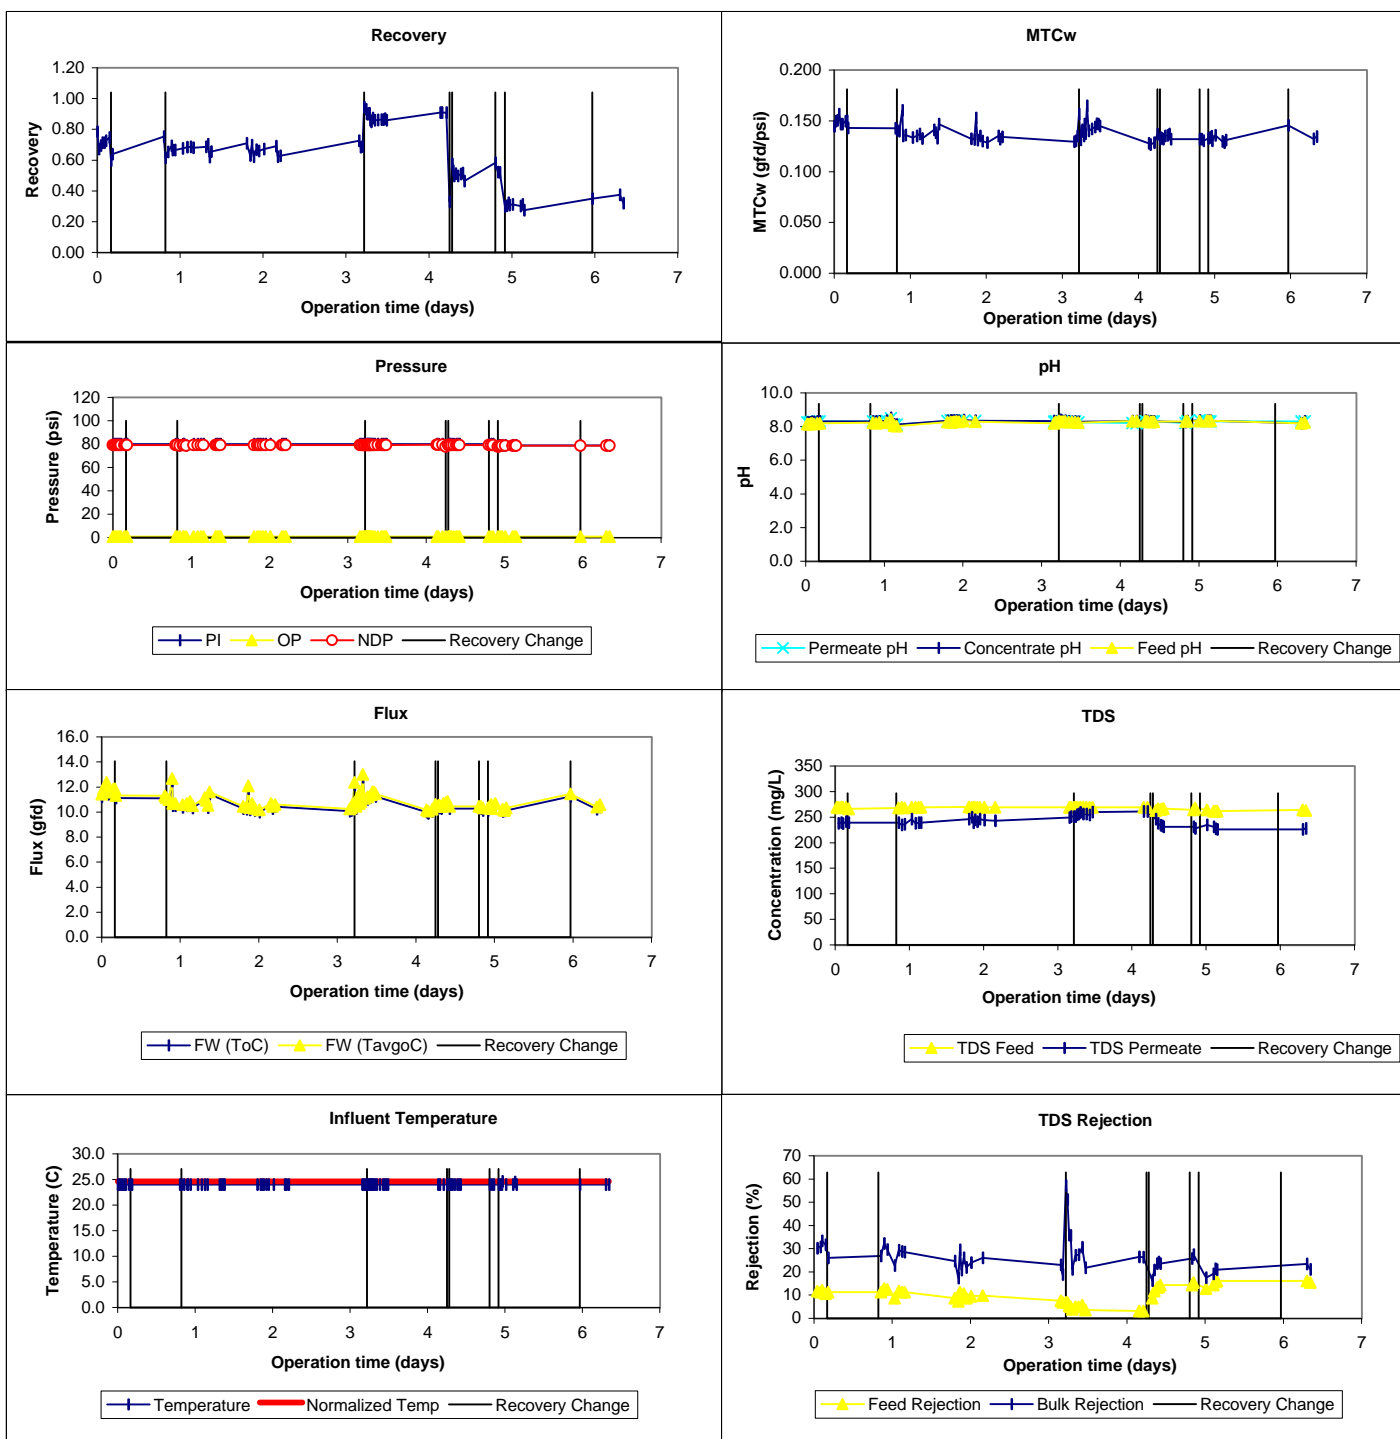 Recovery
1.20
1.00
0.80
0.60
0.40
0.20
0.00
Recovery
0 1 2 3 4 5 6 7
Operation time (days)
MTCw
0.200
0.150
0.100
0.050
0.000
MTCw (gfd/psi)
0 1 2 3 4 5 6 7
Operation time (days)
Pressure
120
100
80
60
40
20
0
Pressure (psi)
0 1 2 3 4 5 6 7
Operation time (days)
PI OP NDP Recovery Change
pH
10.0
8.0
6.0
4.0
2.0
0.0
pH
0 1 2 3 4 5 6 7
Operation time (days)
Permeate pH Concentrate pH Feed pH Recovery Change
Flux
16.0
14.0
12.0
10.0
8.0
6.0
4.0
2.0
0.0
Flux (gfd)
0 1 2 3 4 5 6 7
Operation time (days)
FW (ToC) FW (TavgoC) Recovery Change
TDS
350
300
250
200
150
100
50
0
Concentration (mg/L)
0 1 2 3 4 5 6 7
Operation time (days)
TDS Feed TDS Permeate Recovery Change
Influent Temperature
30.0
25.0
20.0
15.0
10.0
5.0
0.0
Temperature (C)
0 1 2 3 4 5 6 7
Operation time (days)
Temperature Normalized Temp Recovery Change
TDS Rejection
70
60
50
40
30
20
10
0
Rejection (%)
0 1 2 3 4 5 6 7
Operation time (days)
Feed Rejection Bulk Rejection Recovery Change